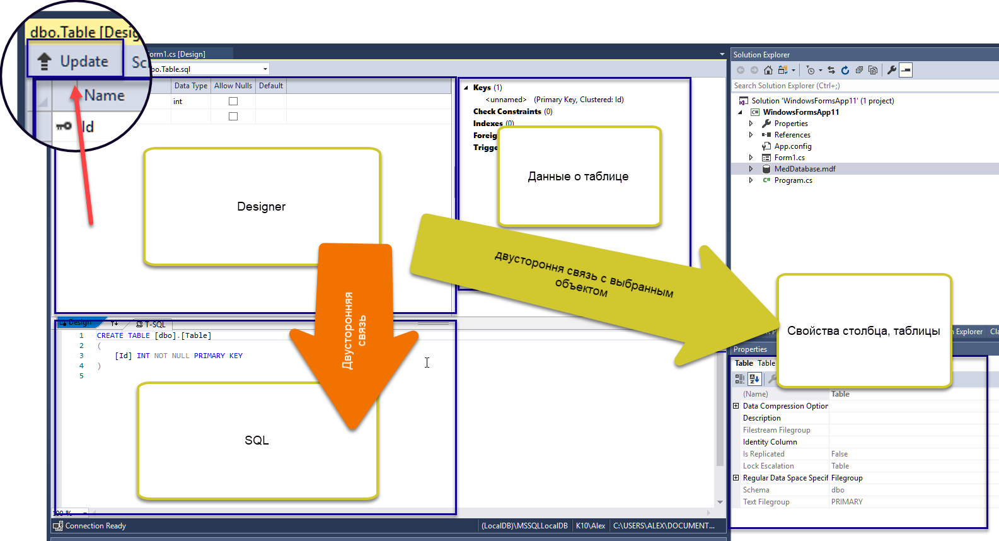 dbo.Table [Desig
Update
Sc
Name
Id
orm1.cs [Design]
bo.Table.sql
Data Type
Allow Nulls
Default
int
Keys (1)
<unnamed> (Primary Key, Clustered: Id)
Check Constraints (0)
Indexes (0)
Foreig
Trigge
Данные о таблице
Designer
двустороння связь с выбранным
объектом
Двусторонняя
связь
Design
T-SQL
1 CREATE TABLE [dbo].[Table]
2 (
3 [Id] INT NOT NULL PRIMARY KEY
4 )
5
SQL
100 %
Connection Ready
(LocalDB)\MSSQLLocalDB
K10\Alex
C:\USERS\ALEX\DOCUMENT...
Solution Explorer
Search Solution Explorer (Ctrl+;)
Solution 'WindowsFormsApp11' (1 project)
WindowsFormsApp11
Properties
References
App.config
Form1.cs
MedDatabase.mdf
Program.cs
Свойства столбца, таблицы
Explorer
Cla
Properties
Table Table
(Name) Table
Data Compression Option
Description
Filestream Filegroup
Identity Column
Is Replicated False
Lock Escalation Table
Regular Data Space Specif Filegroup
Schema dbo
Text Filegroup PRIMARY